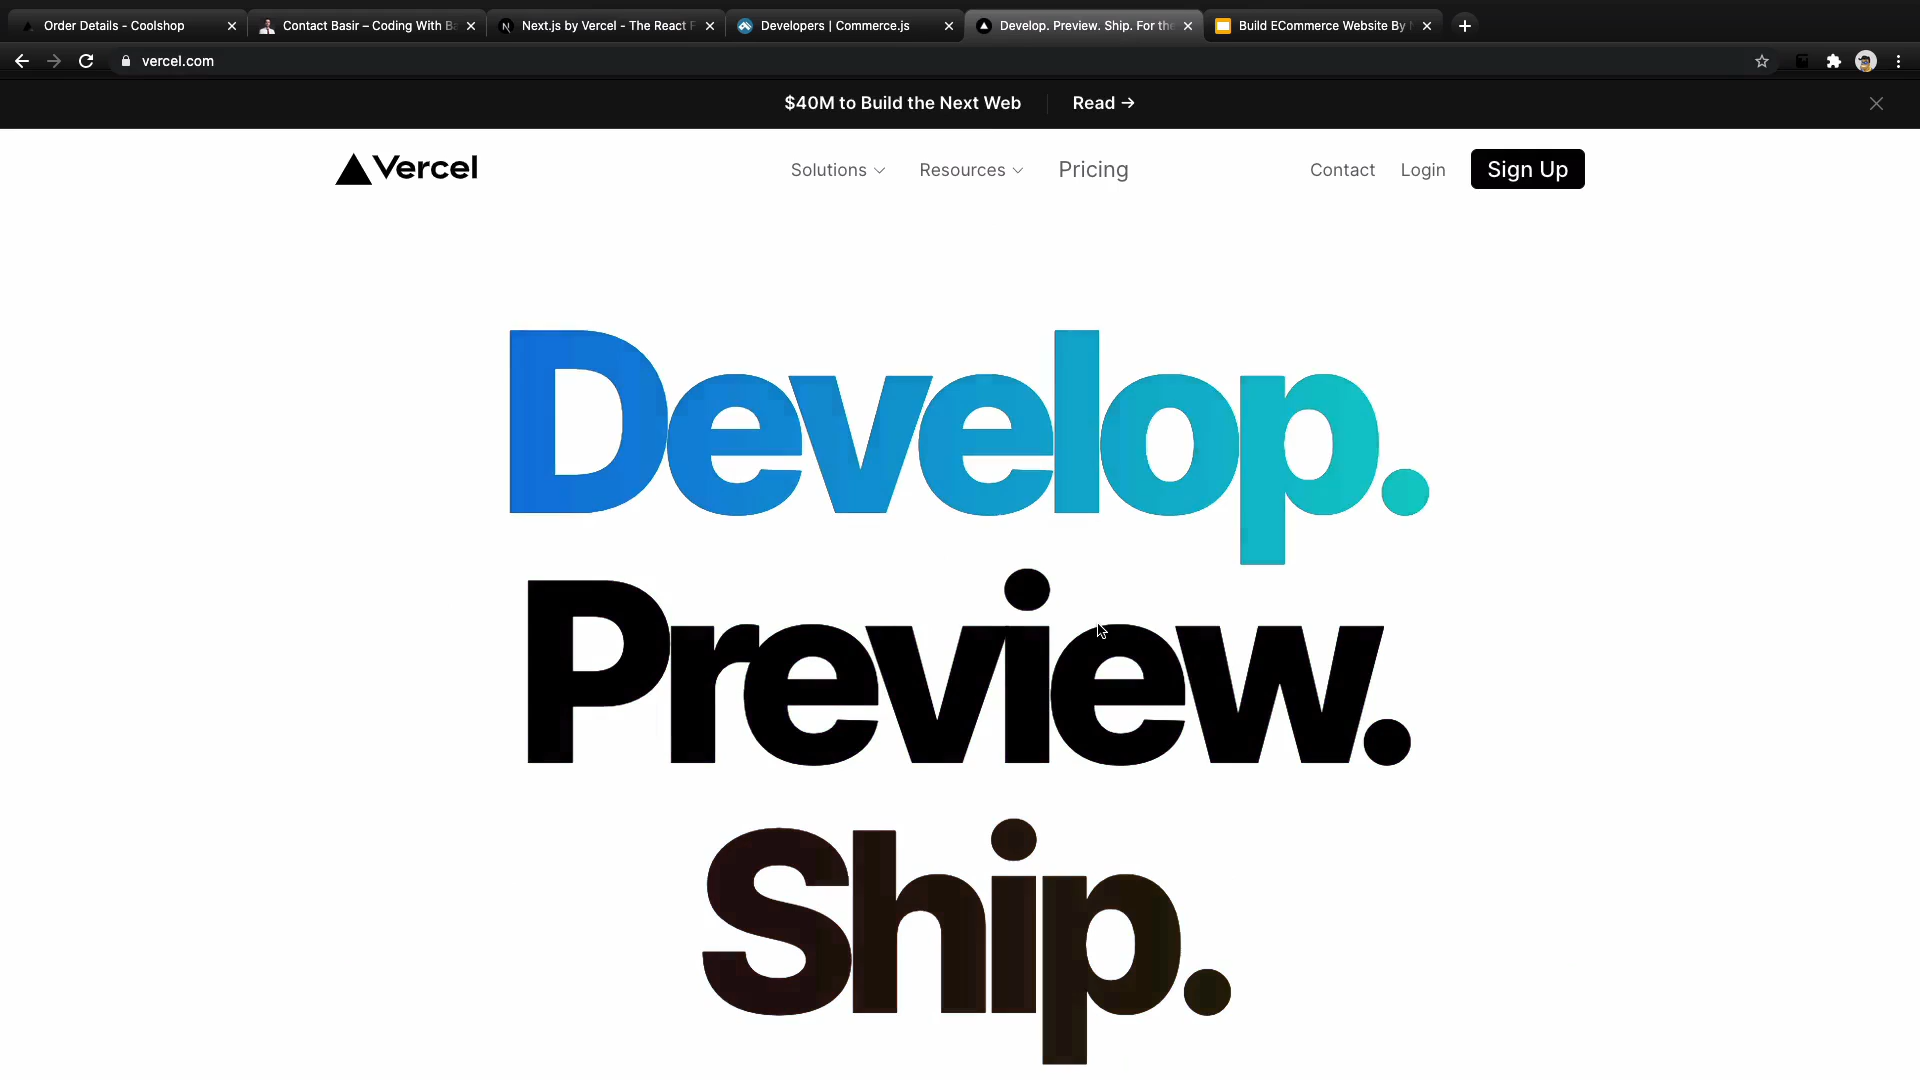 Order Details - Coolshop
Contact Basir – Coding With Ba
Next.js by Vercel - The React F
Developers | Commerce.js
Develop. Preview. Ship. For the
Build ECommerce Website By
vercel.com
$40M to Build the Next Web
Read →
Vercel
Solutions
Resources
Pricing
Contact
Login
Sign Up
Develop.
Preview.
Ship.